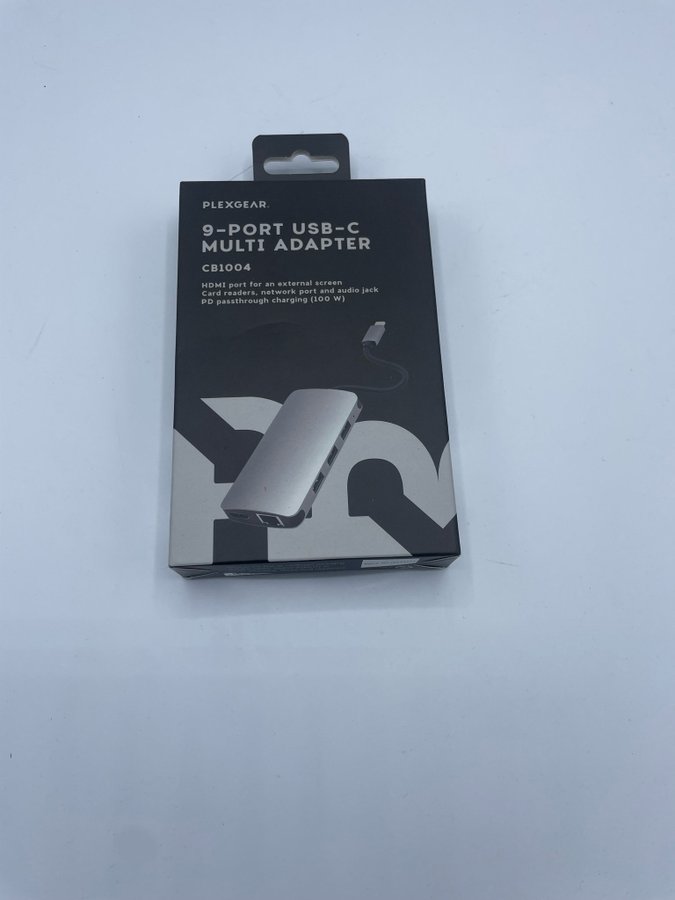 PLEXGEAR.
9-PORT USB-C
MULTI ADAPTER
CB1004
HDMI port for an external screen
Card readers, network port and audio jack
PD passthrough charging (100 W)